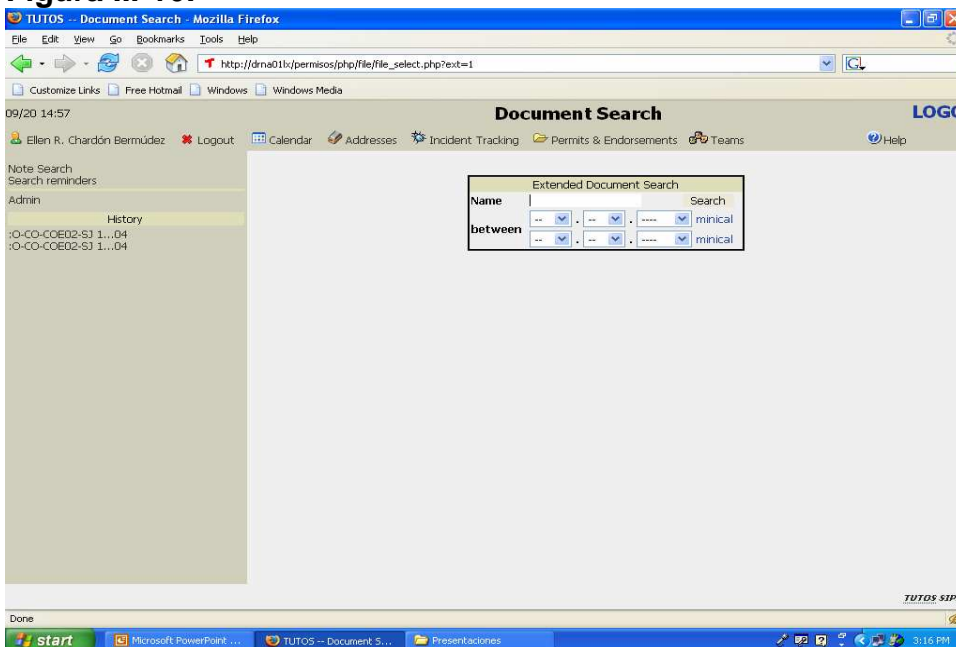 TUTOS -- Document Search - Mozilla Firefox
File Edit View Go Bookmarks Tools Help
http://drna01lx/permisos/php/file/file_select.php?ext=1
Customize Links Free Hotmail Windows Windows Media
09/20 14:57 Document Search
Ellen R. Chardón Bermúdez Logout Calendar Addresses Incident Tracking Permits & Endorsements Teams Help
Note Search
Search reminders
Admin
History
:O-CO-COE02-SJ 1...04
:O-CO-COE02-SJ 1...04
Extended Document Search
Name Search
between -- . -- . ---- minical
-- . -- . ---- minical
TUTOS SIP
Done
start Microsoft PowerPoint ... TUTOS -- Document S... Presentaciones 3:16 PM